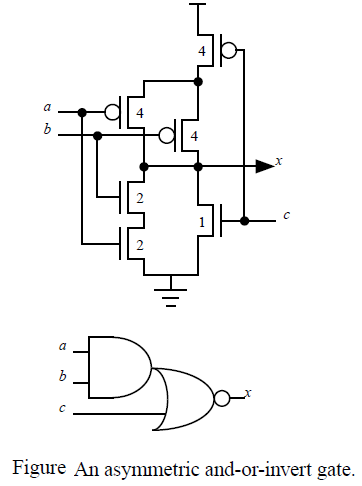 4
a
4
b
4
x
2
1
c
2
a
b
x
c
Figure An asymmetric and-or-invert gate.